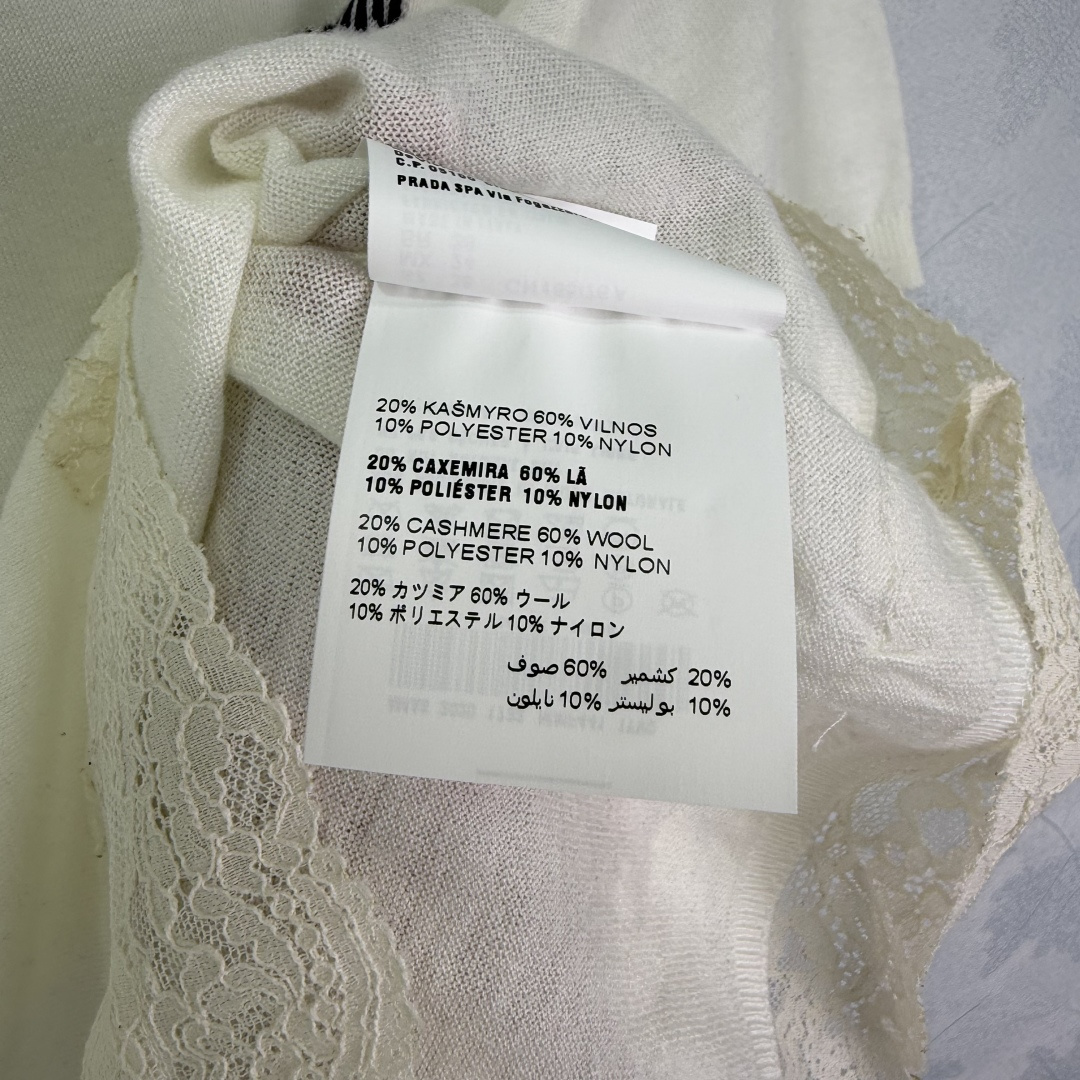 C.F.
PRADA SPA Via
20% KAŠMYRO 60% VILNOS
10% POLYESTER 10% NYLON
20% CAXEMIRA 60% LÃ
10% POLIÉSTER 10% NYLON
20% CASHMERE 60% WOOL
10% POLYESTER 10% NYLON
20% カツミア 60% ウール
10% ポリエステル 10% ナイロン
20% كشمير 60% صوف
10% بوليستر 10% نايلون